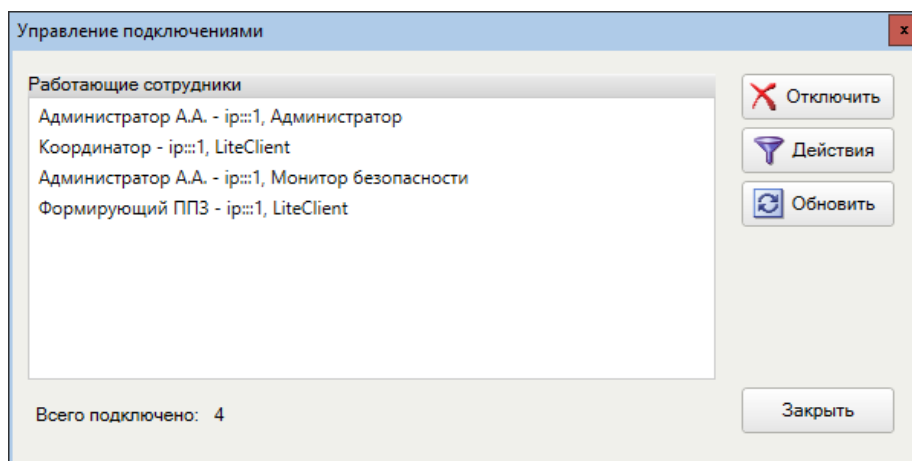 Управление подключениями
x
Работающие сотрудники
Администратор А.А. - ip:::1, Администратор
Координатор - ip:::1, LiteClient
Администратор А.А. - ip:::1, Монитор безопасности
Формирующий ППЗ - ip:::1, LiteClient
Отключить
Действия
Обновить
Всего подключено: 4
Закрыть